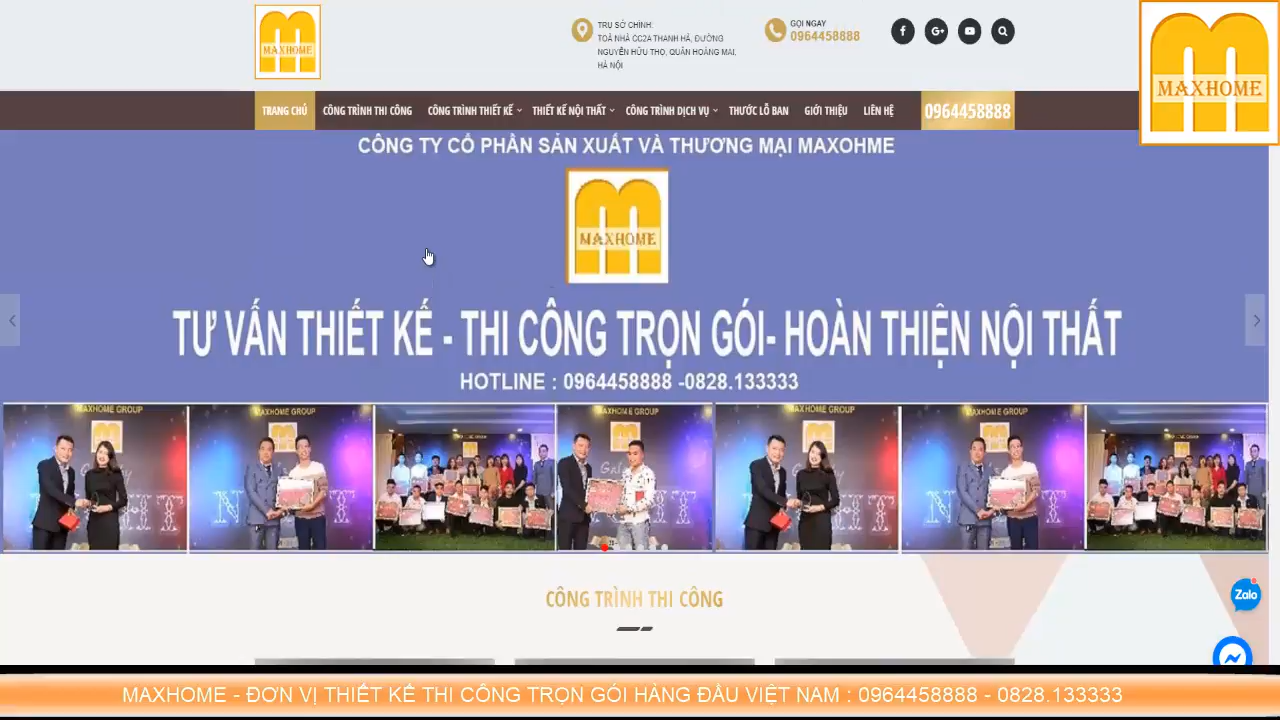 MAXHOME
TRỤ SỞ CHÍNH:
TOÀ NHÀ CC2A THANH HÀ, ĐƯỜNG
NGUYỄN HỮU THỌ, QUẬN HOÀNG MAI,
HÀ NỘI
GỌI NGAY
0964458888
MAXHOME
TRANG CHỦ CÔNG TRÌNH THI CÔNG CÔNG TRÌNH THIẾT KẾ THIẾT KẾ NỘI THẤT CÔNG TRÌNH DỊCH VỤ THƯỚC LỖ BAN GIỚI THIỆU LIÊN HỆ 0964458888
CÔNG TY CỔ PHẦN SẢN XUẤT VÀ THƯƠNG MẠI MAXOHME
MAXHOME
TƯ VẤN THIẾT KẾ - THI CÔNG TRỌN GÓI- HOÀN THIỆN NỘI THẤT
HOTLINE : 0964458888 -0828.133333
MAXHOME GROUP MAXHOME GROUP MAXHOME GROUP MAXHOME GROUP MAXHOME GROUP
CÔNG TRÌNH THI CÔNG
Zalo
MAXHOME - ĐƠN VỊ THIẾT KẾ THI CÔNG TRỌN GÓI HÀNG ĐẦU VIỆT NAM : 0964458888 - 0828.133333